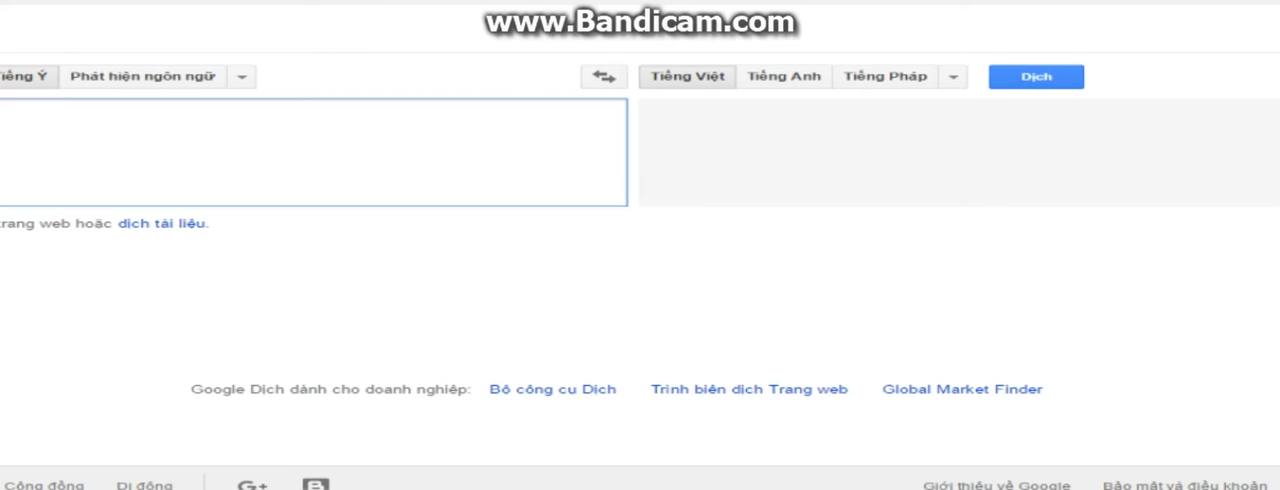 www.Bandicam.com
Tiếng Ý Phát hiện ngôn ngữ Tiếng Việt Tiếng Anh Tiếng Pháp Dịch
trang web hoặc dịch tài liệu.
Google Dịch dành cho doanh nghiệp: Bộ công cụ Dịch Trình biên dịch Trang web Global Market Finder
Cộng đồng Di động G+ B Giới thiệu về Google Bảo mật và điều khoản